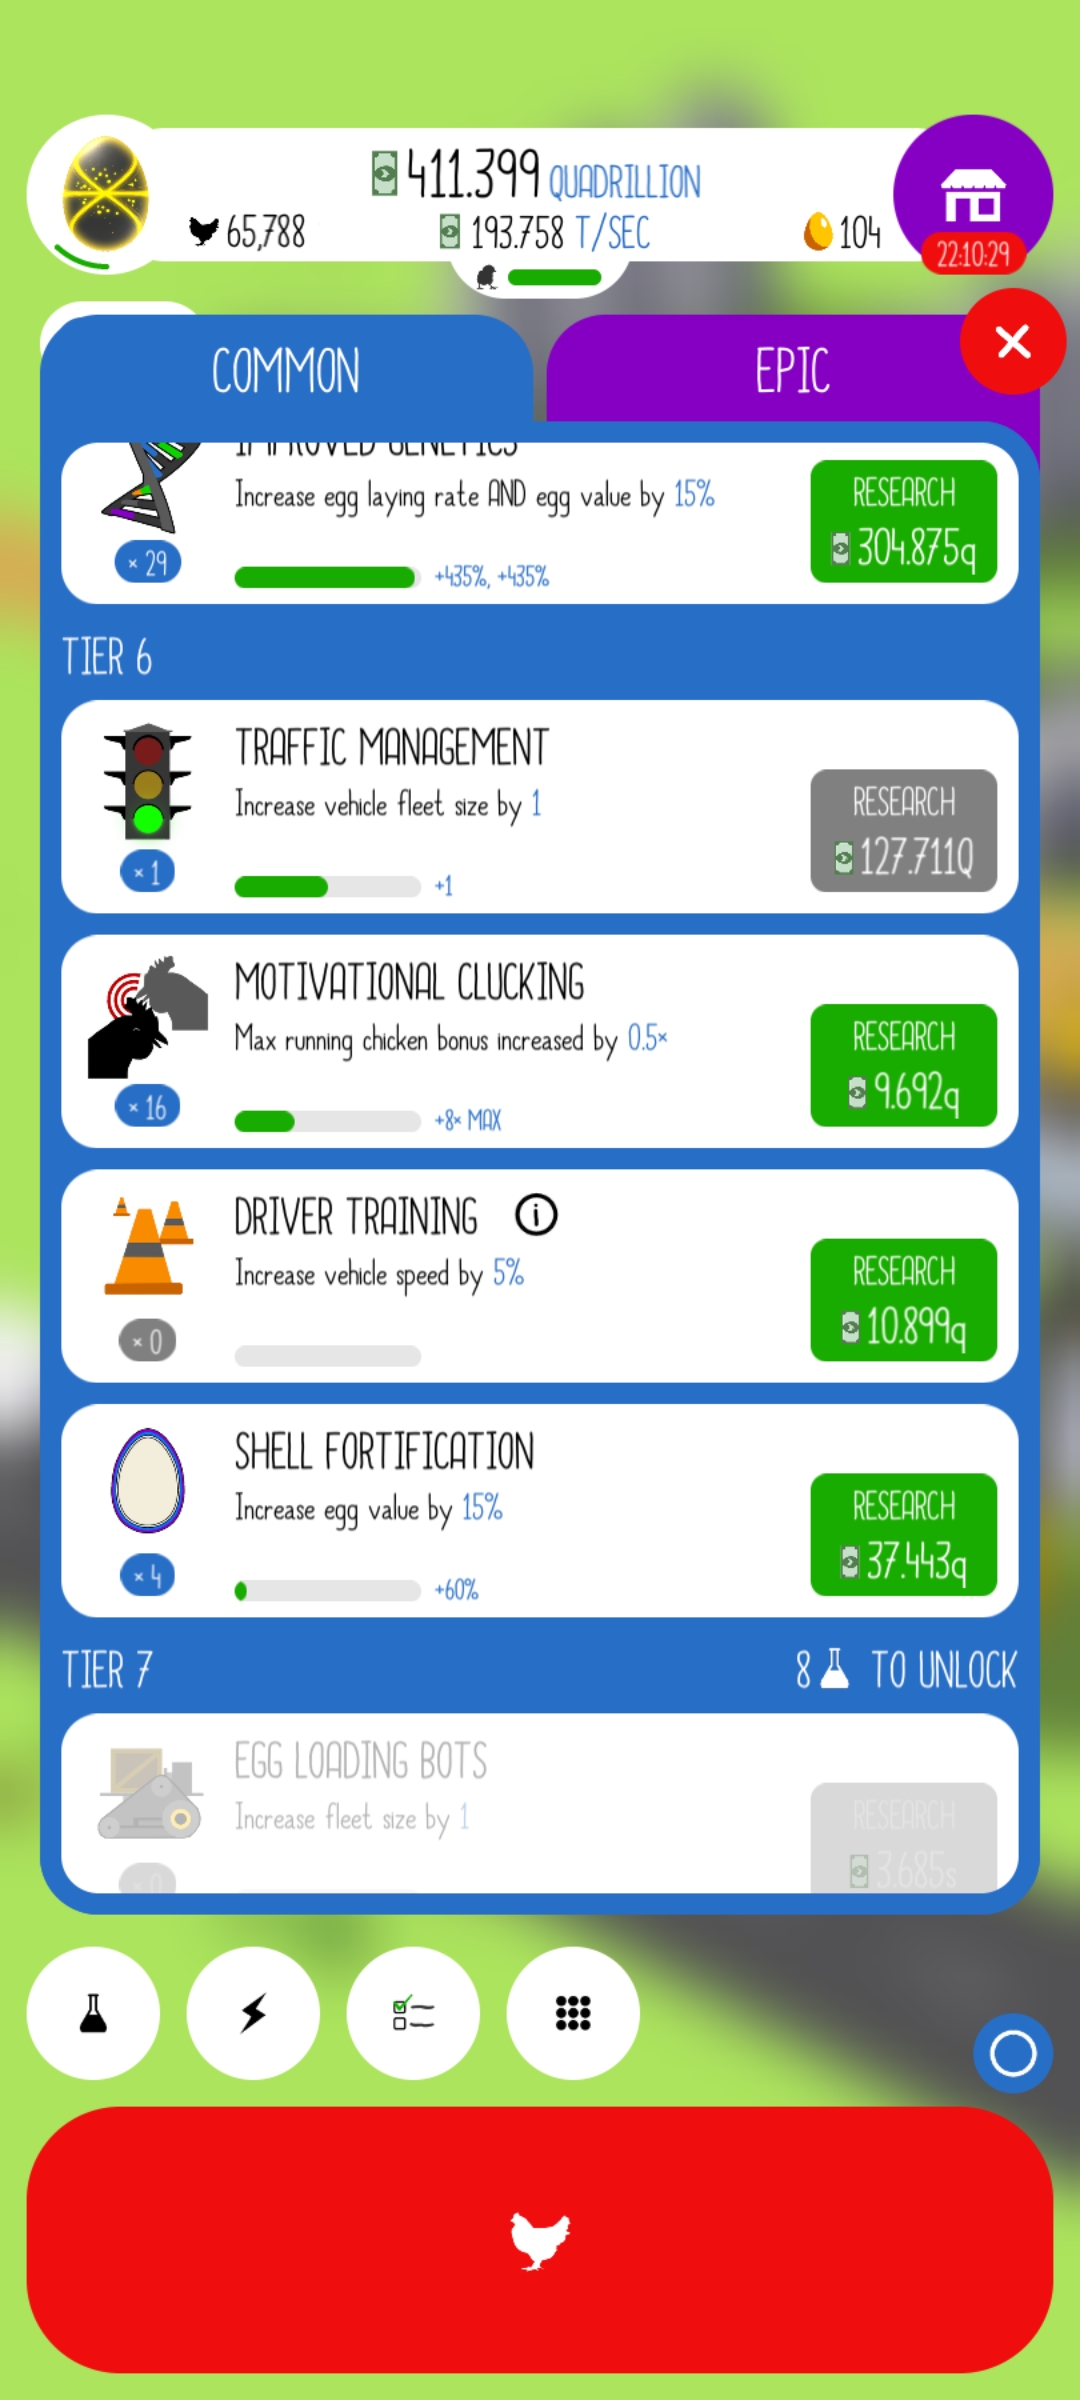 411.399 QUADRILLION
65,788
193.758 T/SEC
104
22:10:29
COMMON
EPIC
IMPROVED GENETICS
Increase egg laying rate AND egg value by 15%
× 29
+435%, +435%
RESEARCH
304.875q
TIER 6
TRAFFIC MANAGEMENT
Increase vehicle fleet size by 1
× 1
+1
RESEARCH
127.711Q
MOTIVATIONAL CLUCKING
Max running chicken bonus increased by 0.5×
× 16
+8× MAX
RESEARCH
9.692q
DRIVER TRAINING
Increase vehicle speed by 5%
× 0
RESEARCH
10.899q
SHELL FORTIFICATION
Increase egg value by 15%
× 4
+60%
RESEARCH
37.443q
TIER 7
8 TO UNLOCK
EGG LOADING BOTS
Increase fleet size by 1
× 0
RESEARCH
3.685s